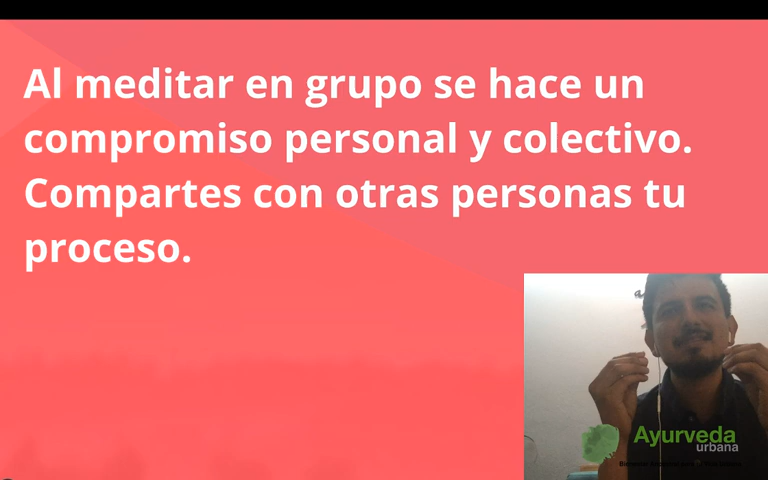 Al meditar en grupo se hace un
compromiso personal y colectivo.
Compartes con otras personas tu
proceso.
Ayurveda
urbana